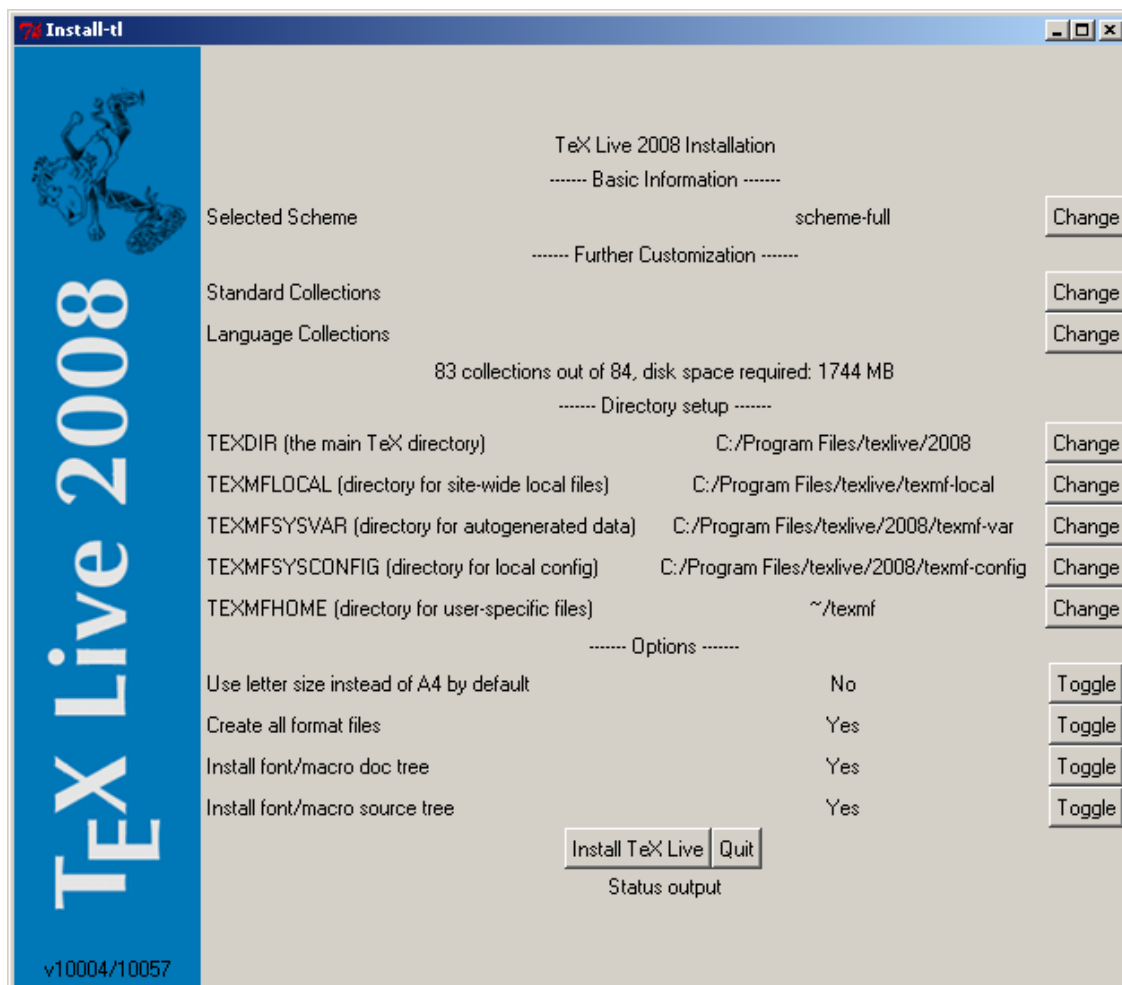 Install-tl
TeX Live 2008
v10004/10057
TeX Live 2008 Installation
------- Basic Information -------
Selected Scheme scheme-full Change
------- Further Customization -------
Standard Collections Change
Language Collections Change
83 collections out of 84, disk space required: 1744 MB
------- Directory setup -------
TEXDIR (the main TeX directory) C:/Program Files/texlive/2008 Change
TEXMFLOCAL (directory for site-wide local files) C:/Program Files/texlive/texmf-local Change
TEXMFSYSVAR (directory for autogenerated data) C:/Program Files/texlive/2008/texmf-var Change
TEXMFSYSCONFIG (directory for local config) C:/Program Files/texlive/2008/texmf-config Change
TEXMFHOME (directory for user-specific files) ~/texmf Change
------- Options -------
Use letter size instead of A4 by default No Toggle
Create all format files Yes Toggle
Install font/macro doc tree Yes Toggle
Install font/macro source tree Yes Toggle
Install TeX Live Quit
Status output